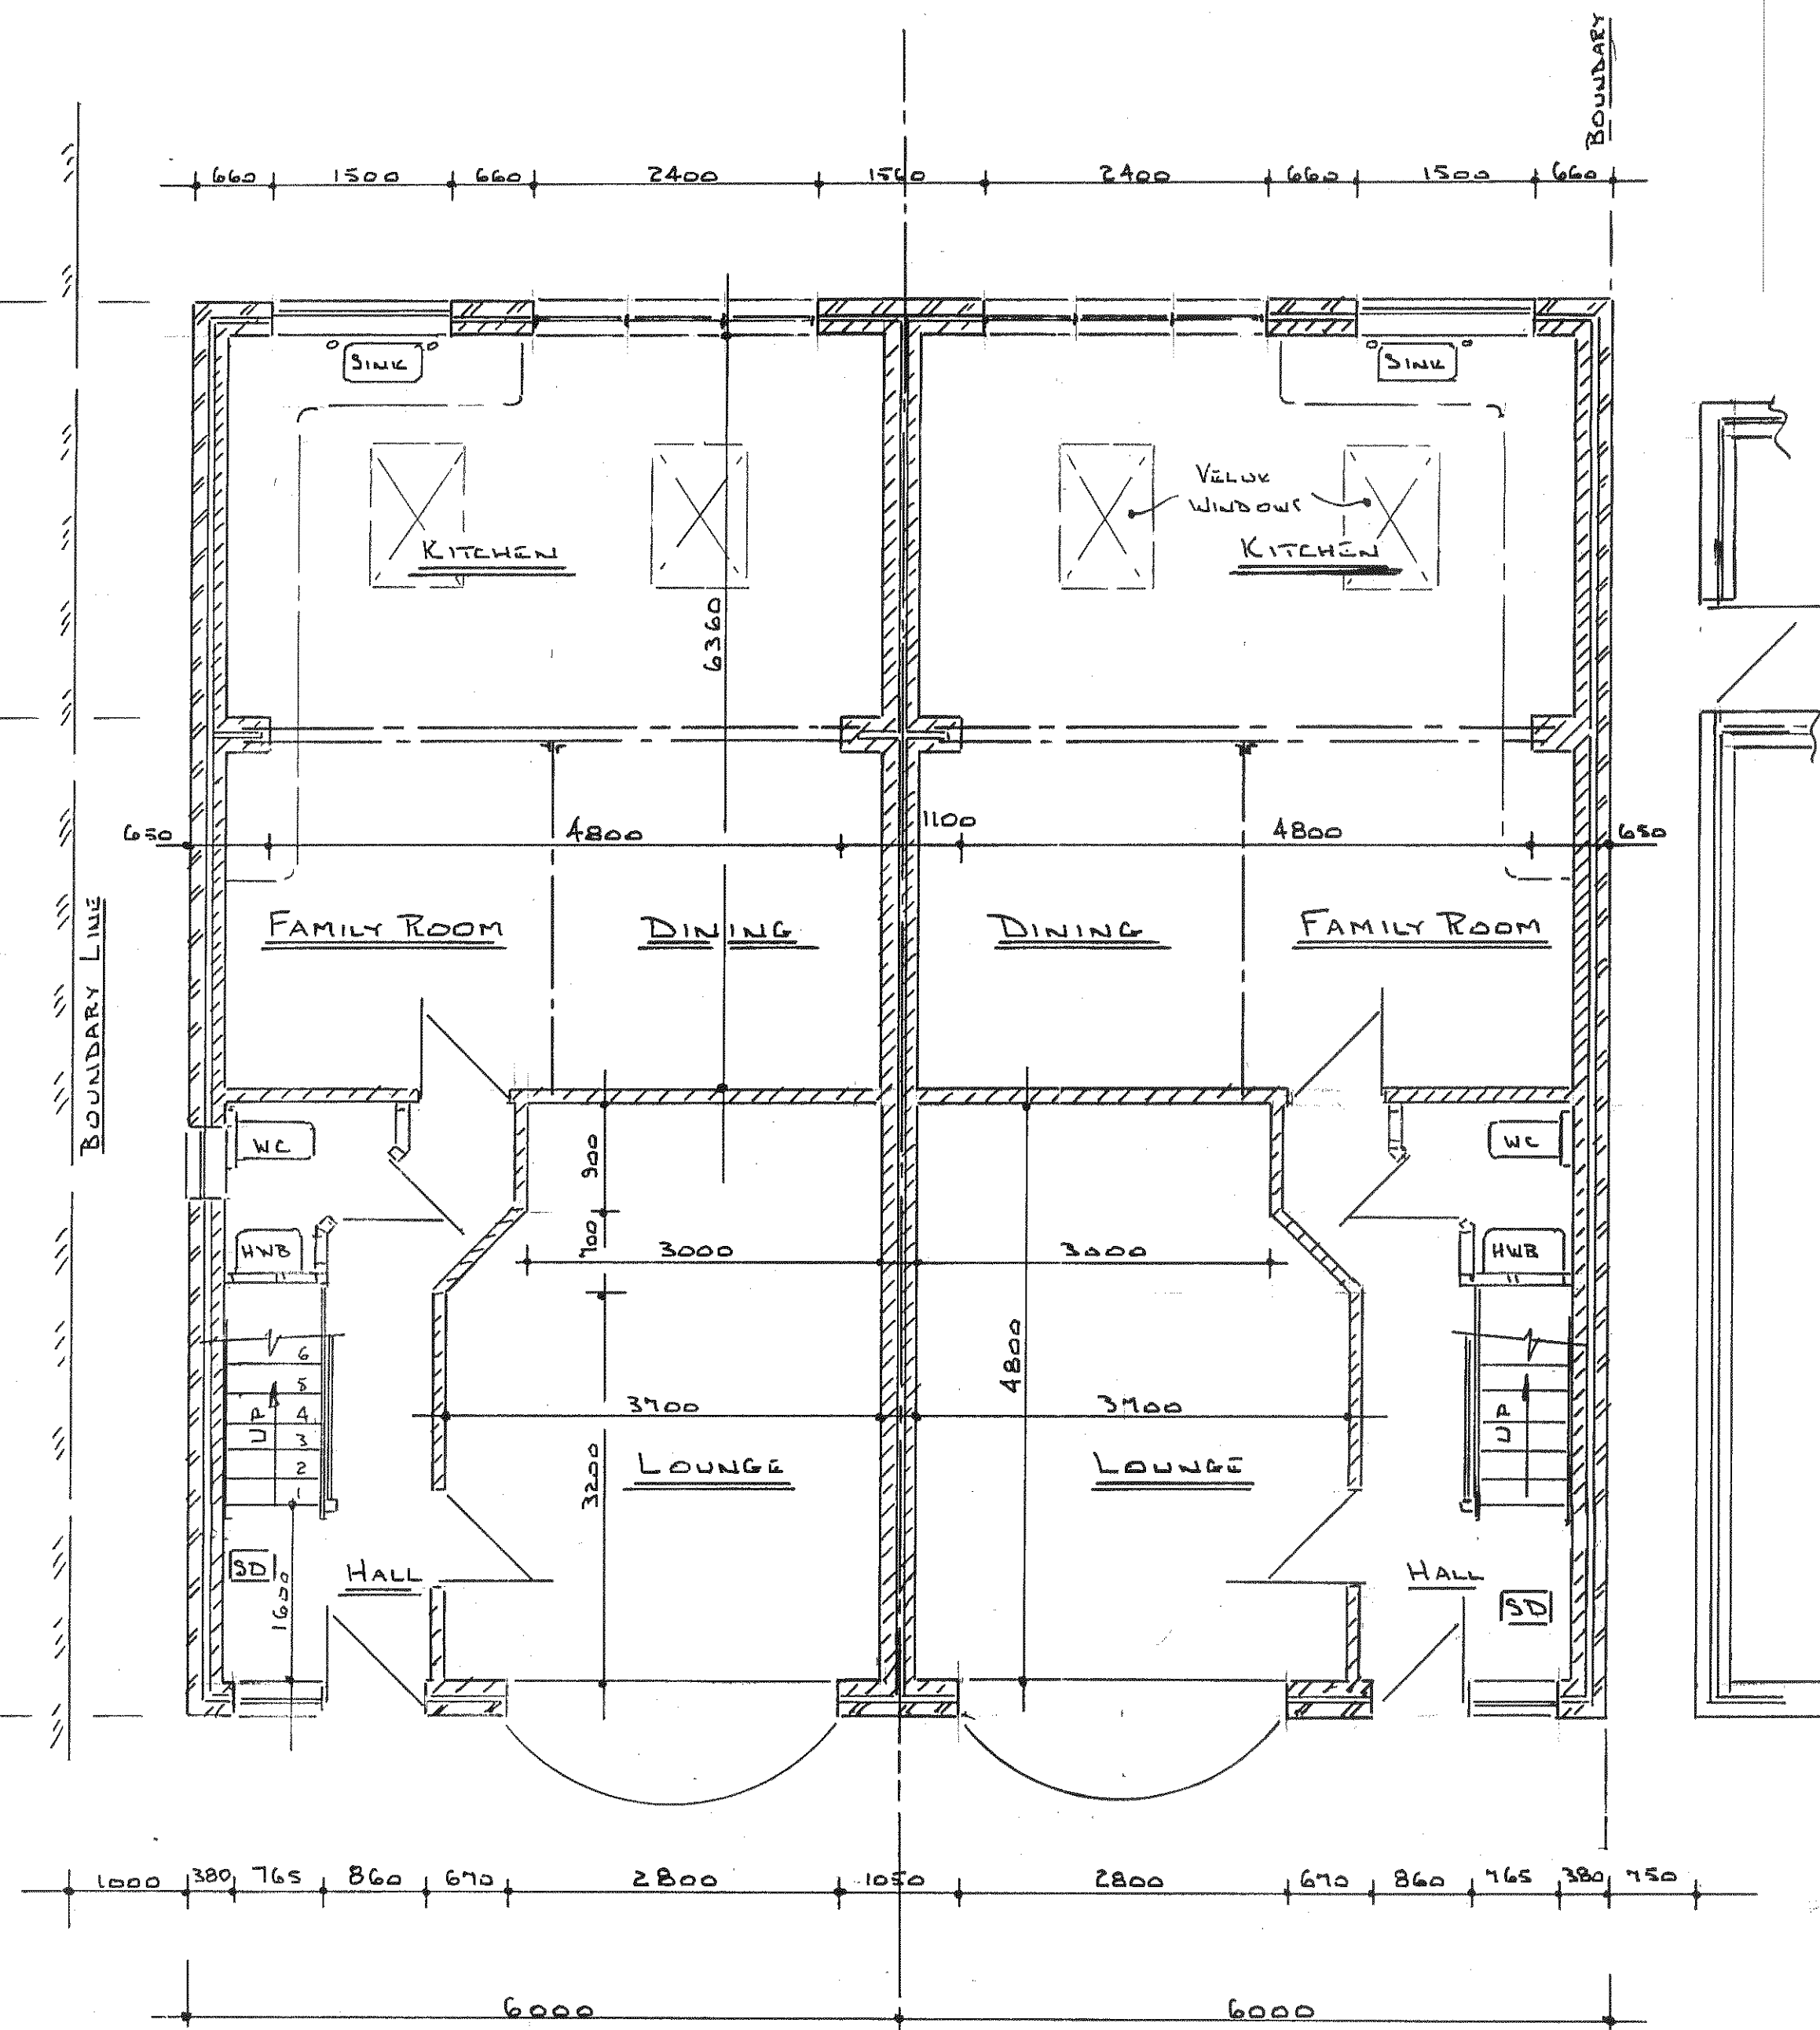 BOUNDARY
660 1500 660 2400 1560 2400 660 1500 660
SINK
SINK
VELUX
WINDOWS
KITCHEN
KITCHEN
6360
650 4800 1100 4800 650
FAMILY ROOM
DINING
DINING
FAMILY ROOM
BOUNDARY LINE
WC
WC
900
700
HWB
3000
3000
HWB
6
5
4
3
2
1
UP
3700
3700
4800
UP
3200
LOUNGE
LOUNGE
SD
HALL
HALL
SD
1600
1000 380 765 860 670 2800 1050 2800 670 860 765 380 750
6000 6000